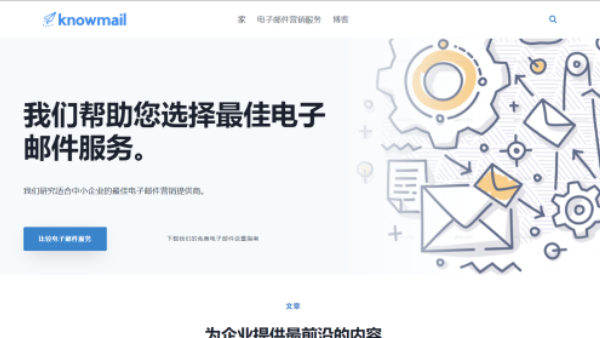 knowmail
家 电子邮件营销服务 博客
我们帮助您选择最佳电子
邮件服务。
我们研究适合中小企业的最佳电子邮件营销提供商。
比较电子邮件服务
下载我们的免费电子邮件设置指南
文章
为企业提供最前沿的内容